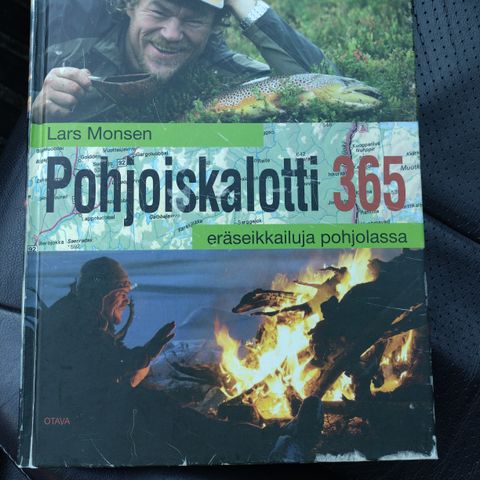 Lars Monsen
Pohjoiskalotti 365
eräseikkailuja pohjolassa
OTAVA